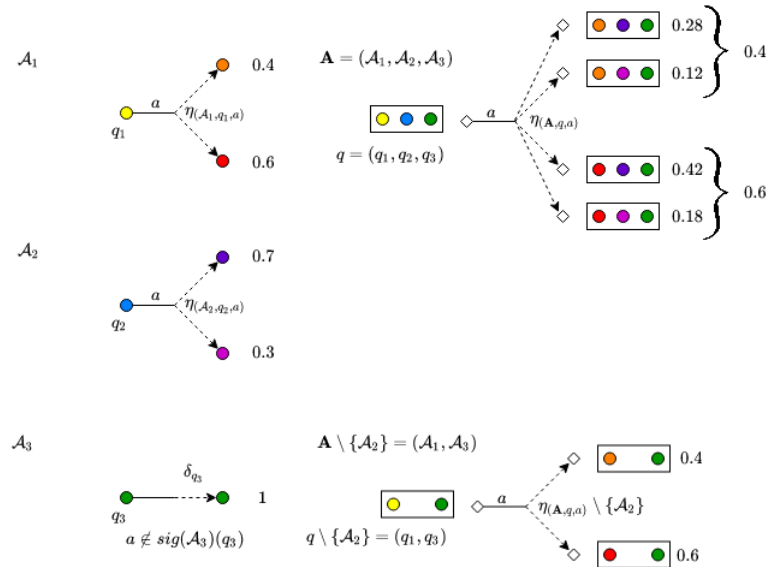 𝒜₁
0.4
a
η(𝒜₁,q₁,a)
q₁
0.6
𝐀 = (𝒜₁, 𝒜₂, 𝒜₃)
q = (q₁, q₂, q₃)
a
η(𝐀,q,a)
0.28
0.12
0.4
0.42
0.18
0.6
𝒜₂
0.7
a
η(𝒜₂,q₂,a)
q₂
0.3
𝒜₃
δq₃
q₃
1
a ∉ sig(𝒜₃)(q₃)
𝐀 \ {𝒜₂} = (𝒜₁, 𝒜₃)
q \ {𝒜₂} = (q₁, q₃)
a
η(𝐀,q,a) \ {𝒜₂}
0.4
0.6